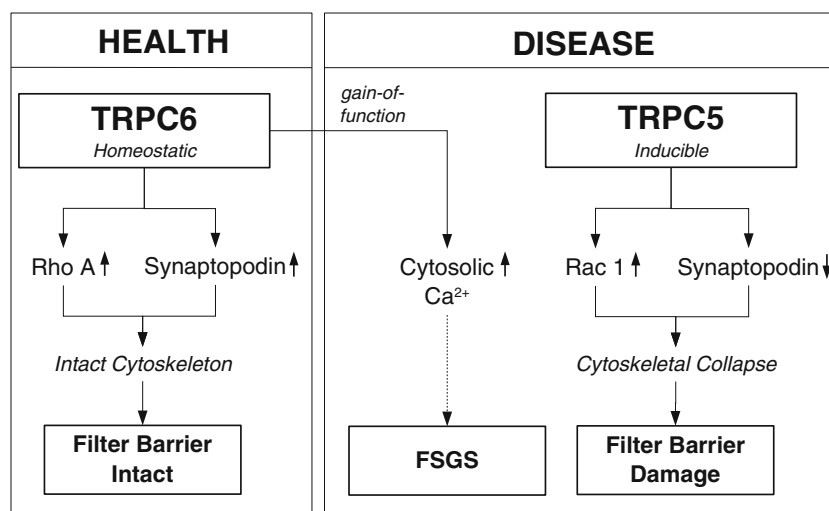 HEALTH
TRPC6
Homeostatic
Rho A
Synaptopodin
Intact Cytoskeleton
Filter Barrier
Intact
DISEASE
gain-of-
function
Cytosolic
Ca²⁺
FSGS
TRPC5
Inducible
Rac 1
Synaptopodin
Cytoskeletal Collapse
Filter Barrier
Damage